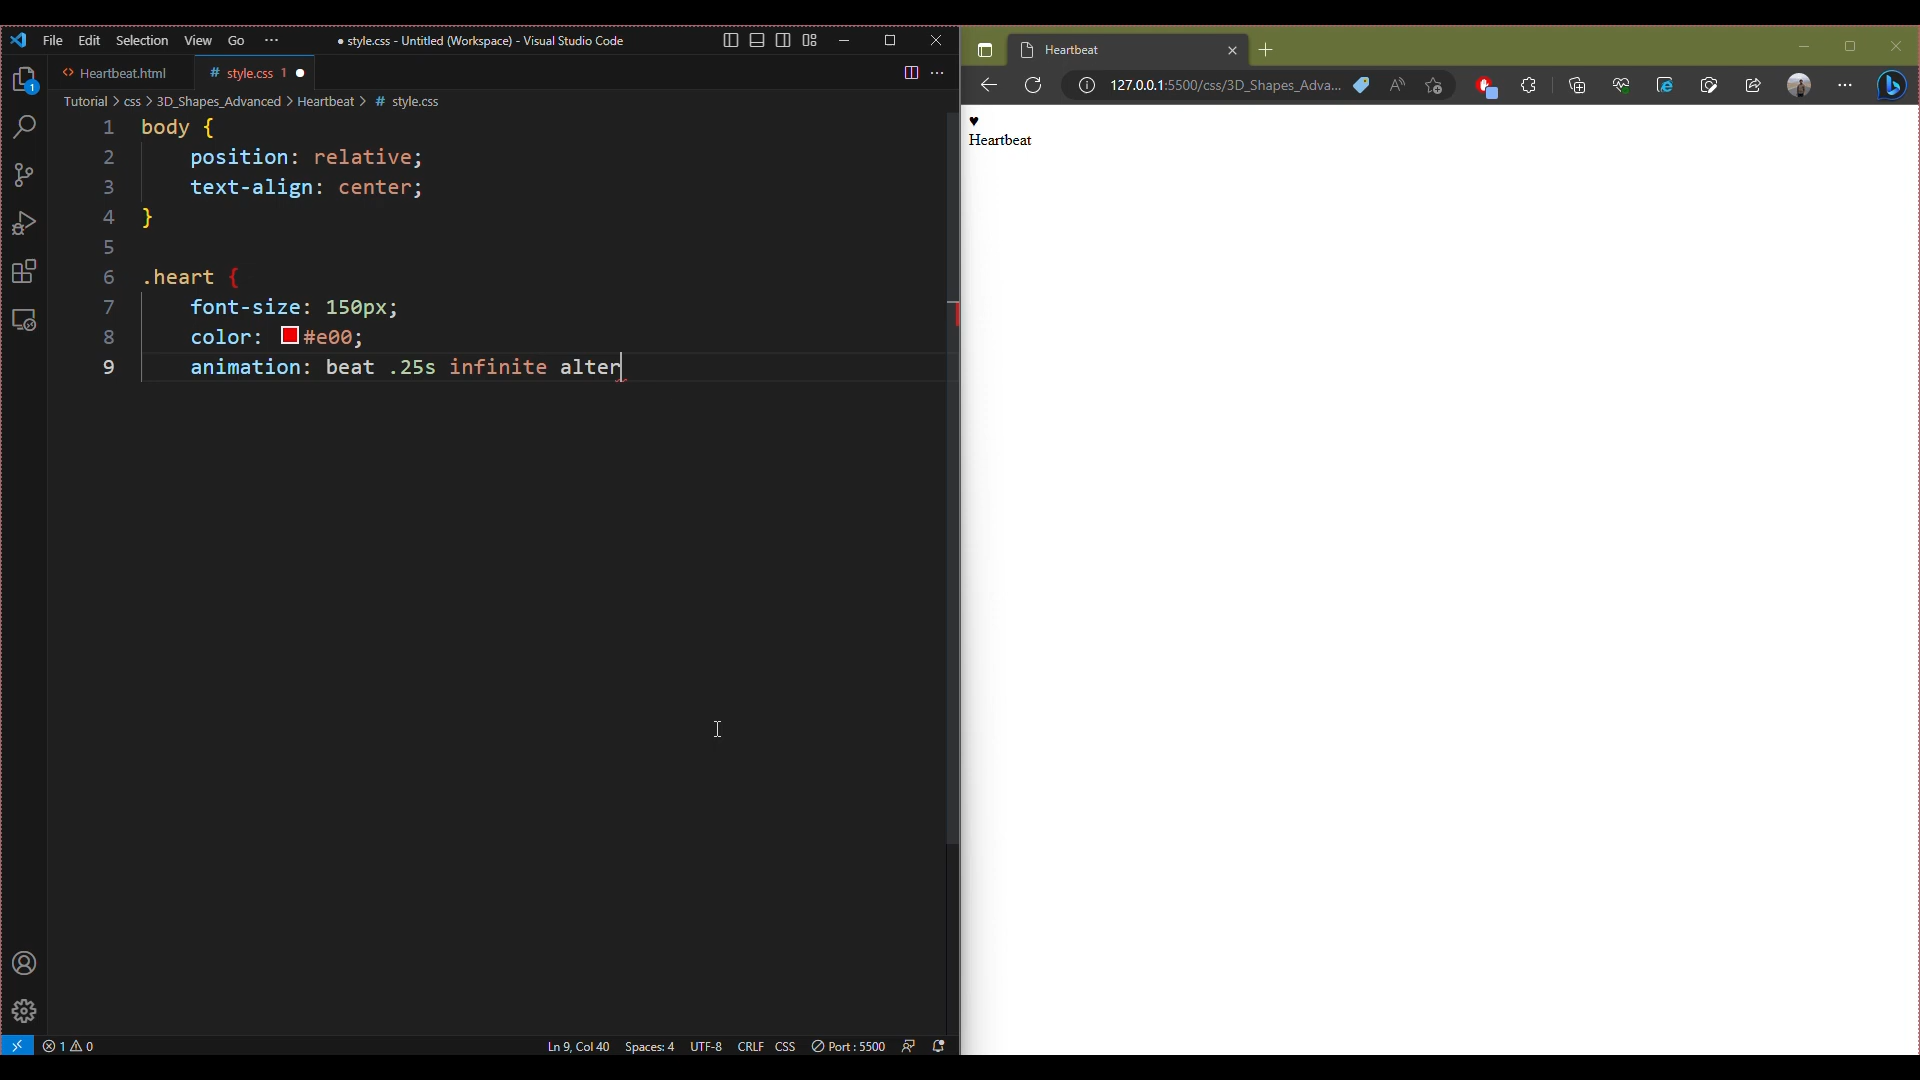 File Edit Selection View Go ··· ● style.css - Untitled (Workspace) - Visual Studio Code
Heartbeat.html # style.css 1 ●
Tutorial > css > 3D_Shapes_Advanced > Heartbeat > # style.css
1 body {
2 position: relative;
3 text-align: center;
4 }
5
6 .heart {
7 font-size: 150px;
8 color: #e00;
9 animation: beat .25s infinite alter
1 0 Ln 9, Col 40 Spaces: 4 UTF-8 CRLF CSS Port : 5500
1
Heartbeat
127.0.0.1:5500/css/3D_Shapes_Adva...
♥
Heartbeat